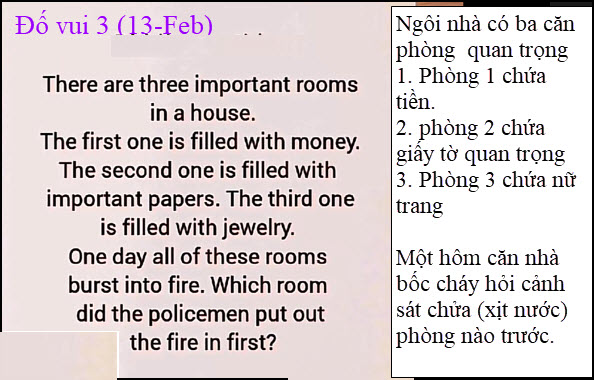 Đố vui 3 (13-Feb)
There are three important rooms
in a house.
The first one is filled with money.
The second one is filled with
important papers. The third one
is filled with jewelry.
One day all of these rooms
burst into fire. Which room
did the policemen put out
the fire in first?
Ngôi nhà có ba căn
phòng quan trọng
1. Phòng 1 chứa
tiền.
2. phòng 2 chứa
giấy tờ quan trọng
3. Phòng 3 chứ nữ
trang
Một hôm căn nhà
bốc cháy hỏi cảnh
sát chửa (xịt nước)
phòng nào trước.